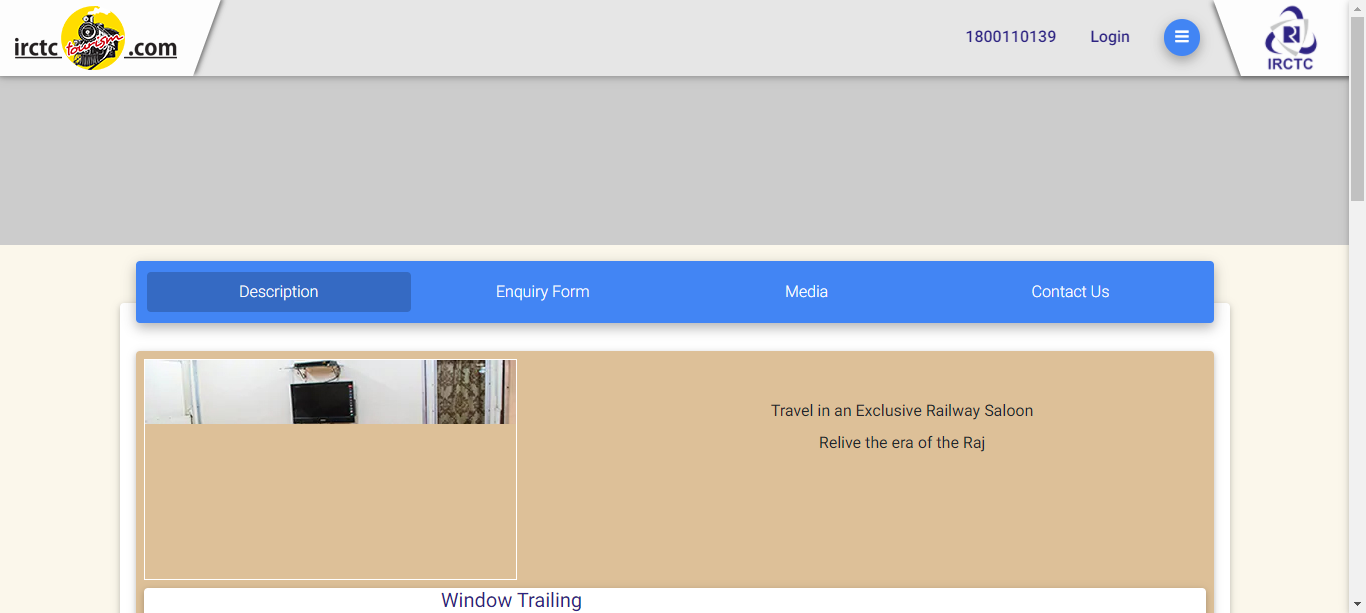 irctc tourism .com
1800110139
Login
IRCTC
Description
Enquiry Form
Media
Contact Us
Travel in an Exclusive Railway Saloon
Relive the era of the Raj
Window Trailing